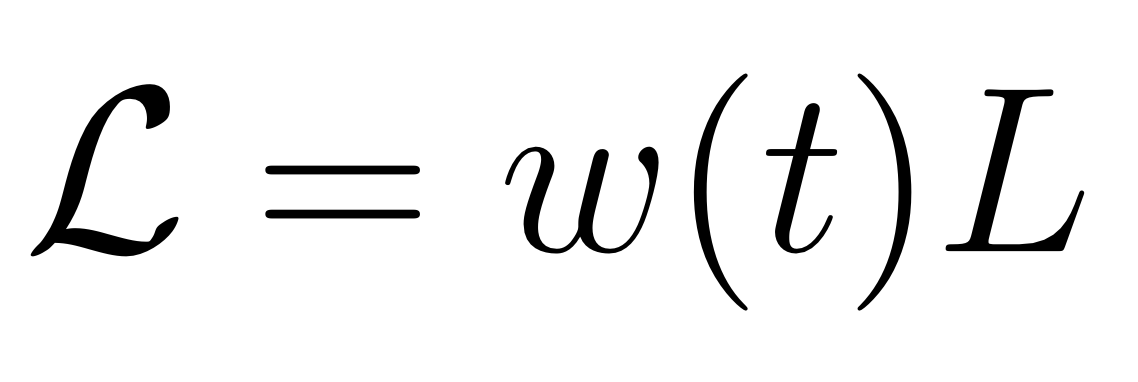 ℒ = w(t)L